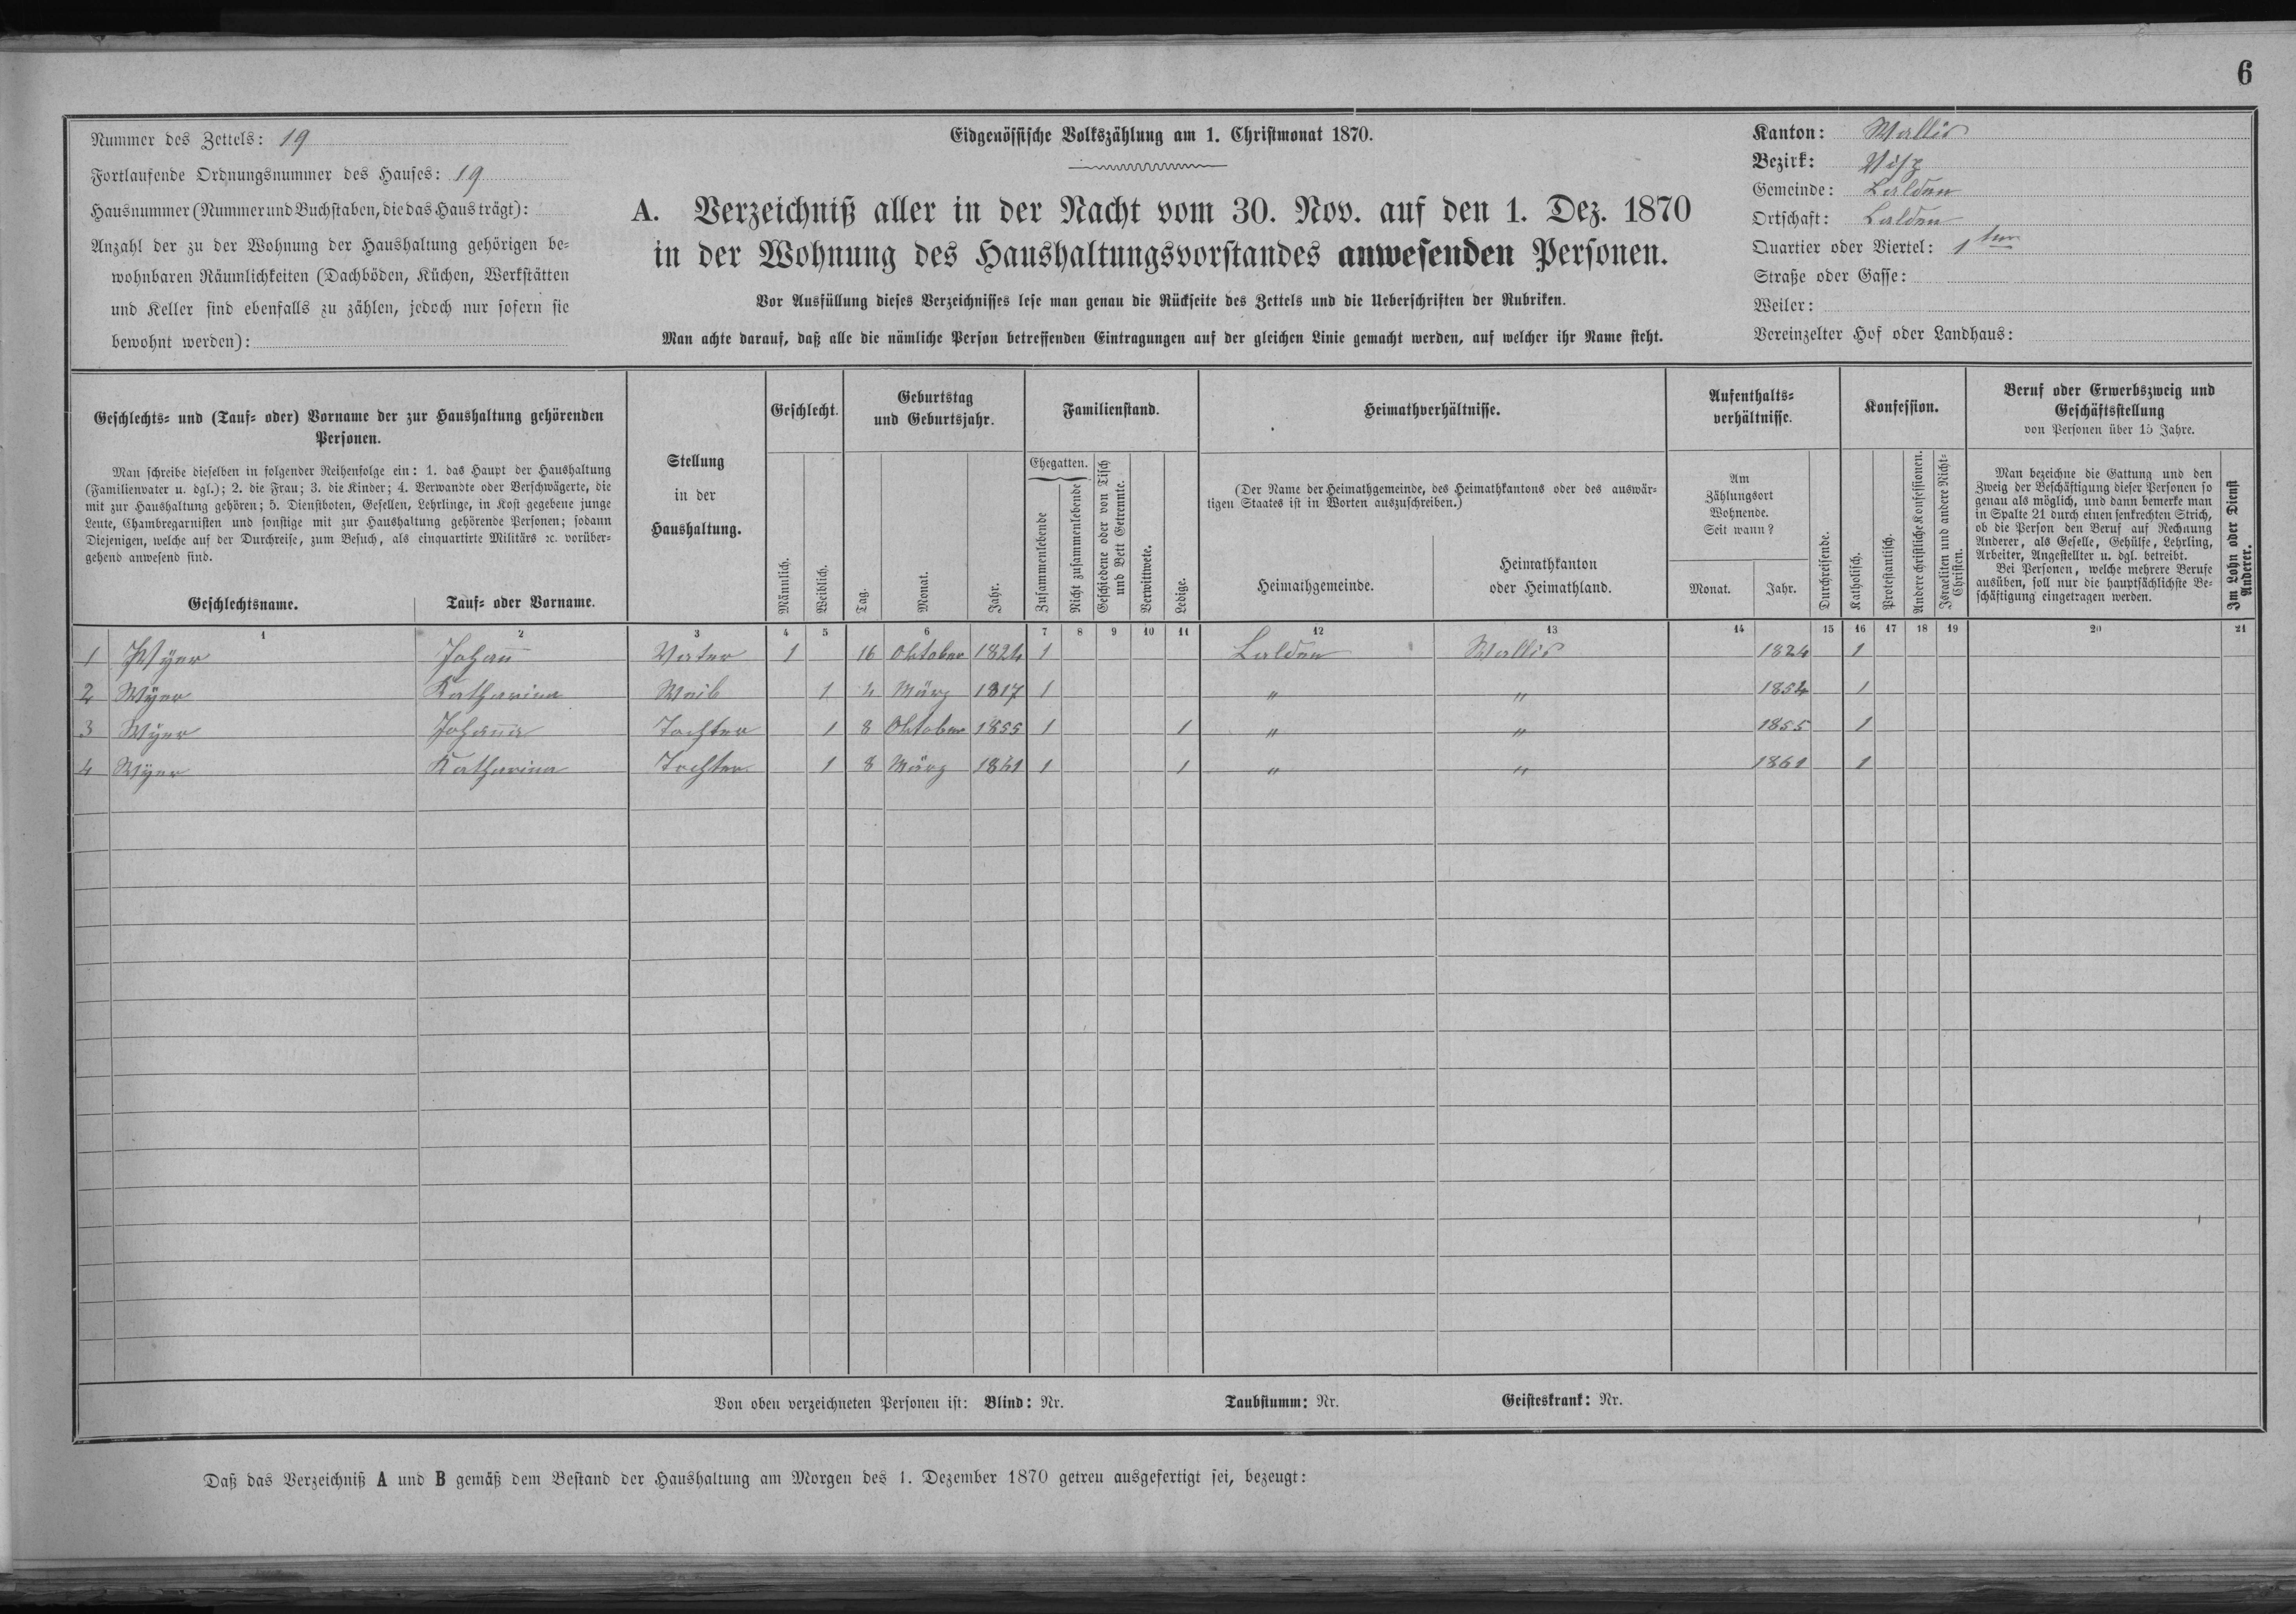 6
Nummer des Zettels: 19
Fortlaufende Ordnungsnummer des Hauses: 19
Hausnummer (Nummer und Buchstaben, die das Haus trägt):
Anzahl der zu der Wohnung der Haushaltung gehörigen be-
wohnbaren Räumlichkeiten (Dachböden, Küchen, Werkstätten
und Keller sind ebenfalls zu zählen, jedoch nur sofern sie
bewohnt werden):
Eidgenössische Volkszählung am 1. Christmonat 1870.
A. Verzeichniß aller in der Nacht vom 30. Nov. auf den 1. Dez. 1870
in der Wohnung des Haushaltungsvorstandes anwesenden Personen.
Vor Ausfüllung dieses Verzeichnisses lese man genau die Rückseite des Zettels und die Ueberschriften der Rubriken.
Man achte darauf, daß alle die nämliche Person betreffenden Eintragungen auf der gleichen Linie gemacht werden, auf welcher ihr Name steht.
Kanton: Wallis
Bezirk: Visp
Gemeinde: Lalden
Ortschaft: Lalden
Quartier oder Viertel: 1ter
Straße oder Gasse:
Weiler:
Vereinzelter Hof oder Landhaus:
Geschlechts- und (Tauf- oder) Vorname der zur Haushaltung gehörenden
Personen.
Man schreibe dieselben in folgender Reihenfolge ein: 1. das Haupt der Haushaltung
(Familienvater u. dgl.); 2. die Frau; 3. die Kinder; 4. Verwandte oder Verschwägerte, die
mit zur Haushaltung gehören; 5. Dienstboten, Gesellen, Lehrlinge, in Kost gegebene junge
Leute, Chambregarnisten und sonstige mit zur Haushaltung gehörende Personen; sodann
Diejenigen, welche auf der Durchreise, zum Besuch, als einquartirte Militärs ꝛc. vorüber-
gehend anwesend sind.
Geschlechtsname. Tauf- oder Vorname.
Stellung
in der
Haushaltung.
Geschlecht.
Männlich.
Weiblich.
Geburtstag
und Geburtsjahr.
Tag.
Monat.
Jahr.
Familienstand.
Ehegatten.
Zusammenlebende
Nicht zusammenlebende
Geschiedene oder von Tisch
und Bett Getrennte.
Verwittwete.
Ledige.
Heimathverhältnisse.
(Der Name der Heimathgemeinde, des Heimathkantons oder des auswär-
tigen Staates ist in Worten auszuschreiben.)
Heimathgemeinde.
Heimathkanton
oder Heimathland.
Aufenthalts-
verhältnisse.
Am
Zählungsort
Wohnende.
Seit wann?
Monat. Jahr.
Durchreisende.
Konfession.
Katholisch.
Protestantisch.
Andere christliche Konfessionen.
Israeliten und andere Nicht-
Christen.
Beruf oder Erwerbszweig und
Geschäftsstellung
von Personen über 15 Jahre.
Man bezeichne die Gattung und den
Zweig der Beschäftigung dieser Personen so
genau als möglich, und dann bemerke man
in Spalte 21 durch einen senkrechten Strich,
ob die Person den Beruf auf Rechnung
Anderer, als Geselle, Gehülfe, Lehrling,
Arbeiter, Angestellter u. dgl. betreibt.
Bei Personen, welche mehrere Berufe
ausüben, soll nur die hauptsächlichste Be-
schäftigung eingetragen werden.
Im Lohn oder Dienst
Anderer.
1 2 3 4 5 6 7 8 9 10 11 12 13 14 15 16 17 18 19 20 21
1 Wÿer Johañ Vater 1 16 Oktober 1824 1 Lalden Wallis 1824 1
2 Wÿer Katharina Weib 1 4 März 1817 1 " " 1854 1
3 Wÿer Johaña Tochter 1 8 Oktober 1855 1 1 " " 1855 1
4 Wÿer Katharina Tochter 1 8 März 1861 1 1 " " 1861 1
Von oben verzeichneten Personen ist: Blind: Nr. Taubstumm: Nr. Geisteskrank: Nr.
Daß das Verzeichniß A und B gemäß dem Bestand der Haushaltung am Morgen des 1. Dezember 1870 getreu ausgefertigt sei, bezeugt: